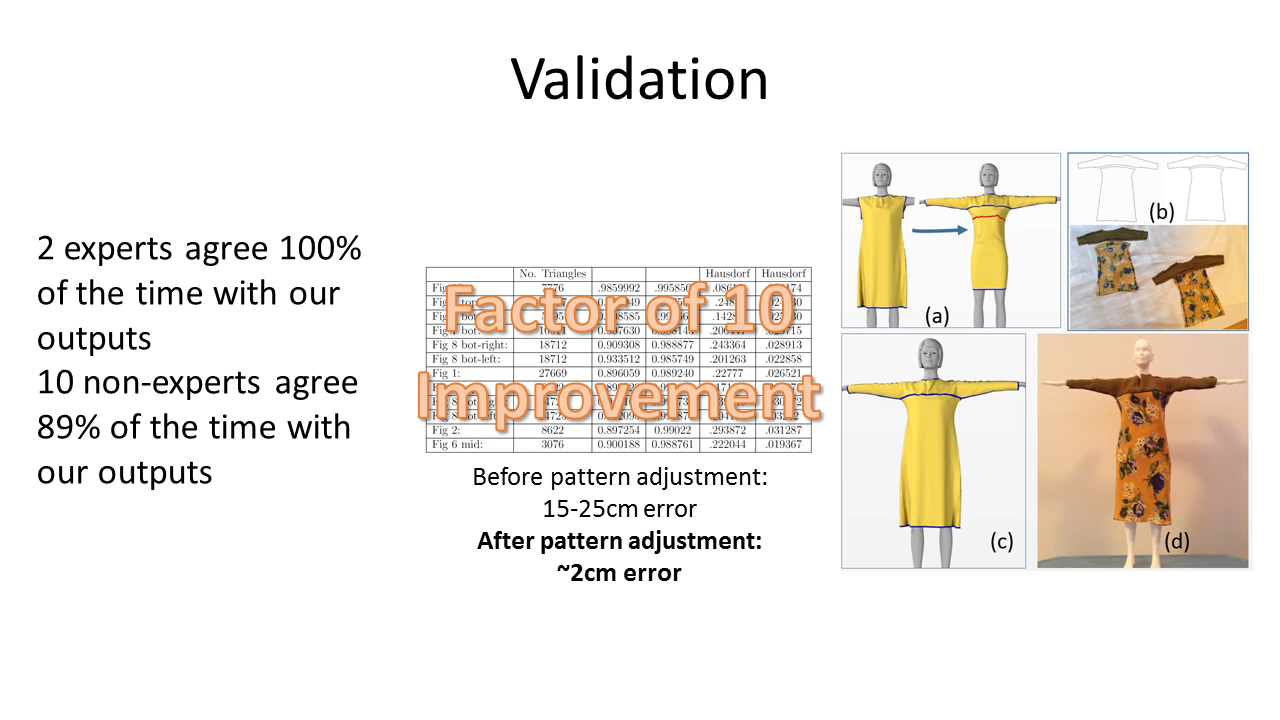 Validation
2 experts agree 100%
of the time with our
outputs
10 non-experts agree
89% of the time with
our outputs
No. Triangles Hausdorf Hausdorf
Factor of 10
Improvement
Fig 8 bot-right: 18712 0.909308 0.988877 .243364 .028913
Fig 8 bot-left: 18712 0.933512 0.985749 .201263 .022858
Fig 1: 27669 0.896059 0.989240 .22777 .026521
Fig 2: 8622 0.897254 0.99022 .293872 .031287
Fig 6 mid: 3076 0.900188 0.988761 .222044 .019367
Before pattern adjustment:
15-25cm error
After pattern adjustment:
~2cm error
(a)
(b)
(c)
(d)